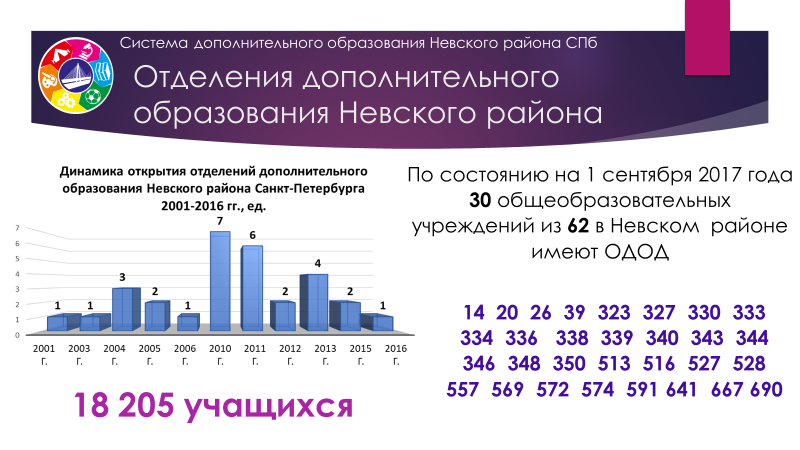 Система дополнительного образования Невского района СПб
Отделения дополнительного
образования Невского района
Динамика открытия отделений дополнительного
образования Невского района Санкт-Петербурга
2001-2016 гг., ед.
7
6
5
4
3
2
1
0
1
1
3
2
1
7
6
2
4
2
1
2001 г.
2003 г.
2004 г.
2005 г.
2006 г.
2010 г.
2011 г.
2012 г.
2013 г.
2015 г.
2016 г.
18 205 учащихся
По состоянию на 1 сентября 2017 года
30 общеобразовательных
учреждений из 62 в Невском районе
имеют ОДОД
14 20 26 39 323 327 330 333
334 336 338 339 340 343 344
346 348 350 513 516 527 528
557 569 572 574 591 641 667 690